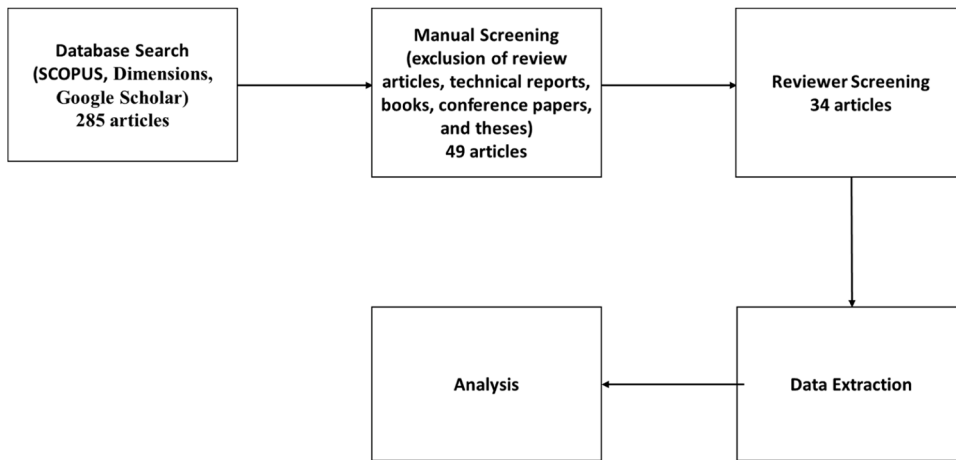 Database Search
(SCOPUS, Dimensions,
Google Scholar)
285 articles
Manual Screening
(exclusion of review
articles, technical reports,
books, conference papers,
and theses)
49 articles
Reviewer Screening
34 articles
Analysis
Data Extraction